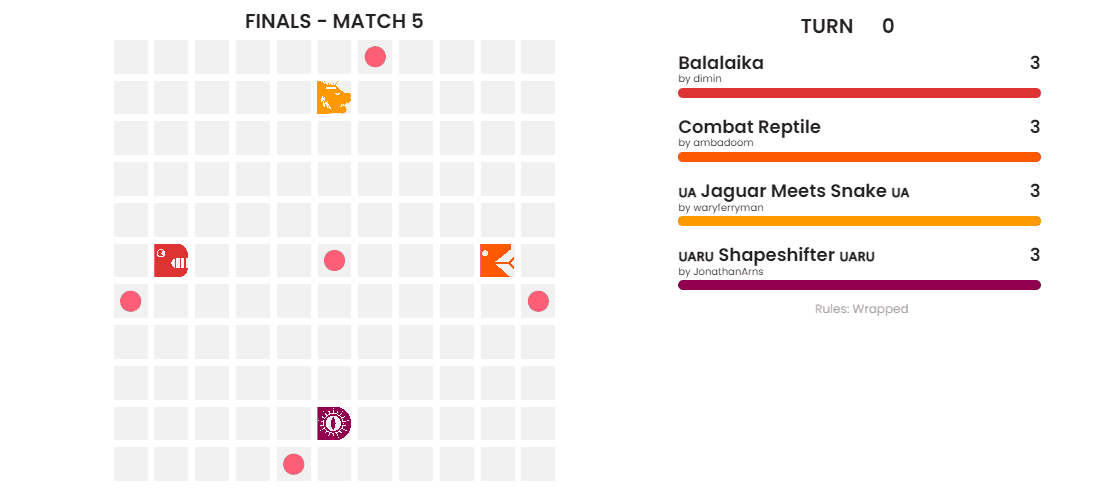 FINALS - MATCH 5
TURN 0
Balalaika 3
by dimin
Combat Reptile 3
by ambadoom
UA Jaguar Meets Snake UA 3
by waryferryman
UARU Shapeshifter UARU 3
by JonathanArns
Rules: Wrapped